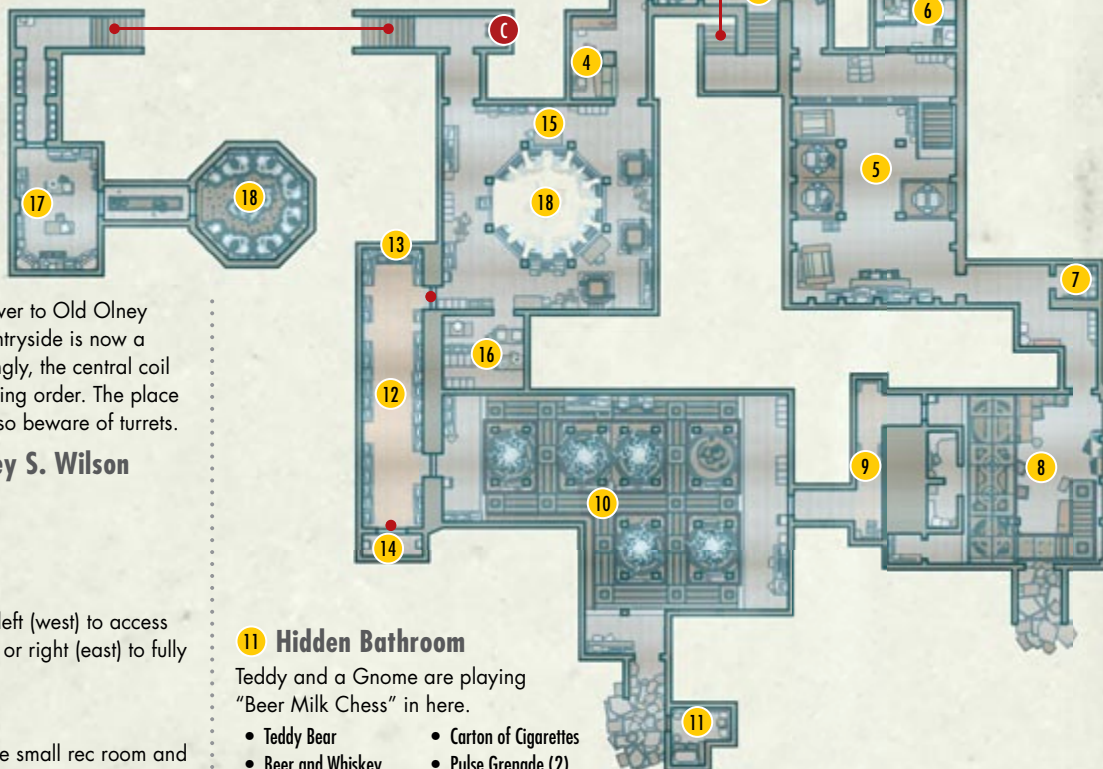 C
6
4
15
5
17
18
18
13
7
16
12
9
8
10
14
11
ver to Old Olney
ntryside is now a
ngly, the central coil
ing order. The place
so beware of turrets.
ey S. Wilson
left (west) to access
or right (east) to fully
e small rec room and
11 Hidden Bathroom
Teddy and a Gnome are playing
“Beer Milk Chess” in here.
• Teddy Bear
• Beer and Whiskey
• Carton of Cigarettes
• Pulse Grenade (2)